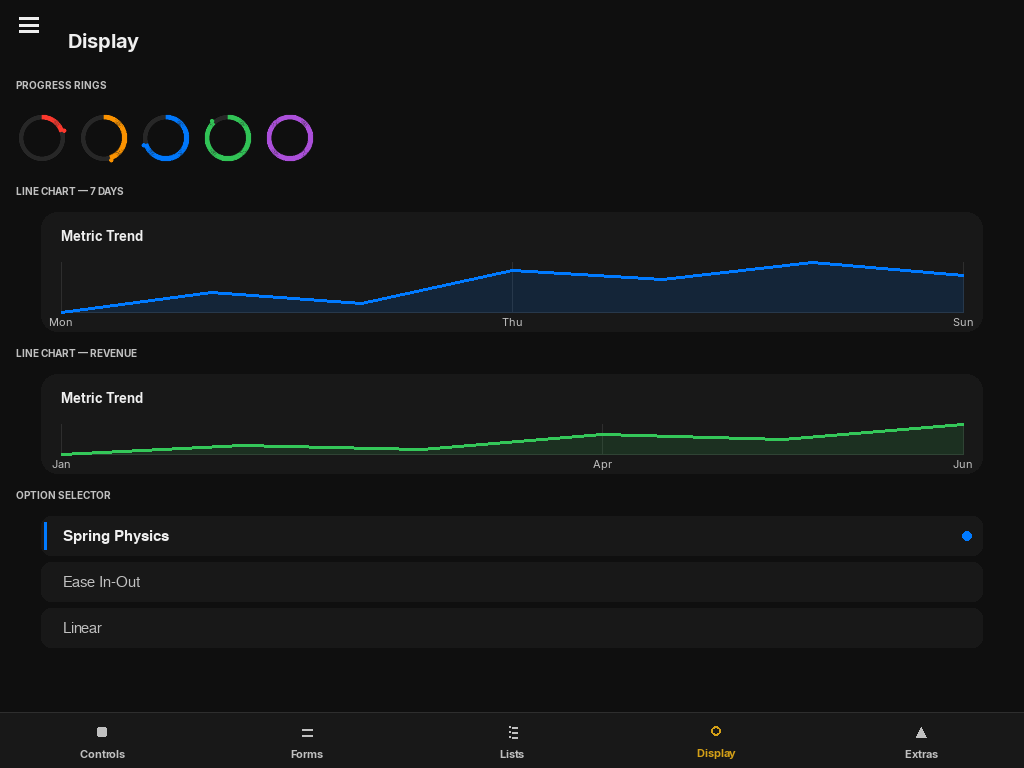 Display
PROGRESS RINGS
LINE CHART — 7 DAYS
Metric Trend
Mon Thu Sun
LINE CHART — REVENUE
Metric Trend
Jan Apr Jun
OPTION SELECTOR
Spring Physics
Ease In-Out
Linear
Controls Forms Lists Display Extras